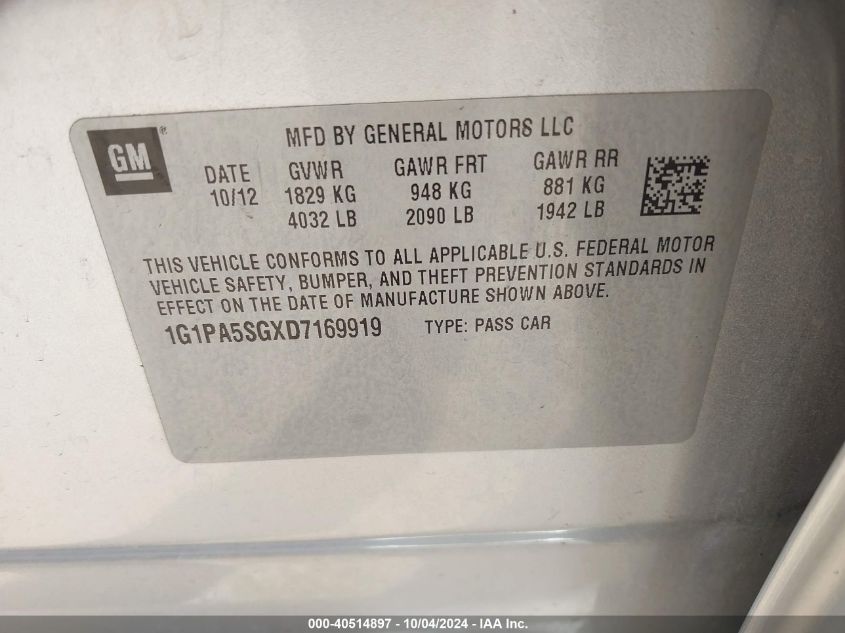 GM ®
MFD BY GENERAL MOTORS LLC
DATE GVWR GAWR FRT GAWR RR
10/12 1829 KG 948 KG 881 KG
4032 LB 2090 LB 1942 LB
THIS VEHICLE CONFORMS TO ALL APPLICABLE U.S. FEDERAL MOTOR
VEHICLE SAFETY, BUMPER, AND THEFT PREVENTION STANDARDS IN
EFFECT ON THE DATE OF MANUFACTURE SHOWN ABOVE.
1G1PA5SGXD7169919 TYPE: PASS CAR
000-40514897 - 10/04/2024 - IAA Inc.